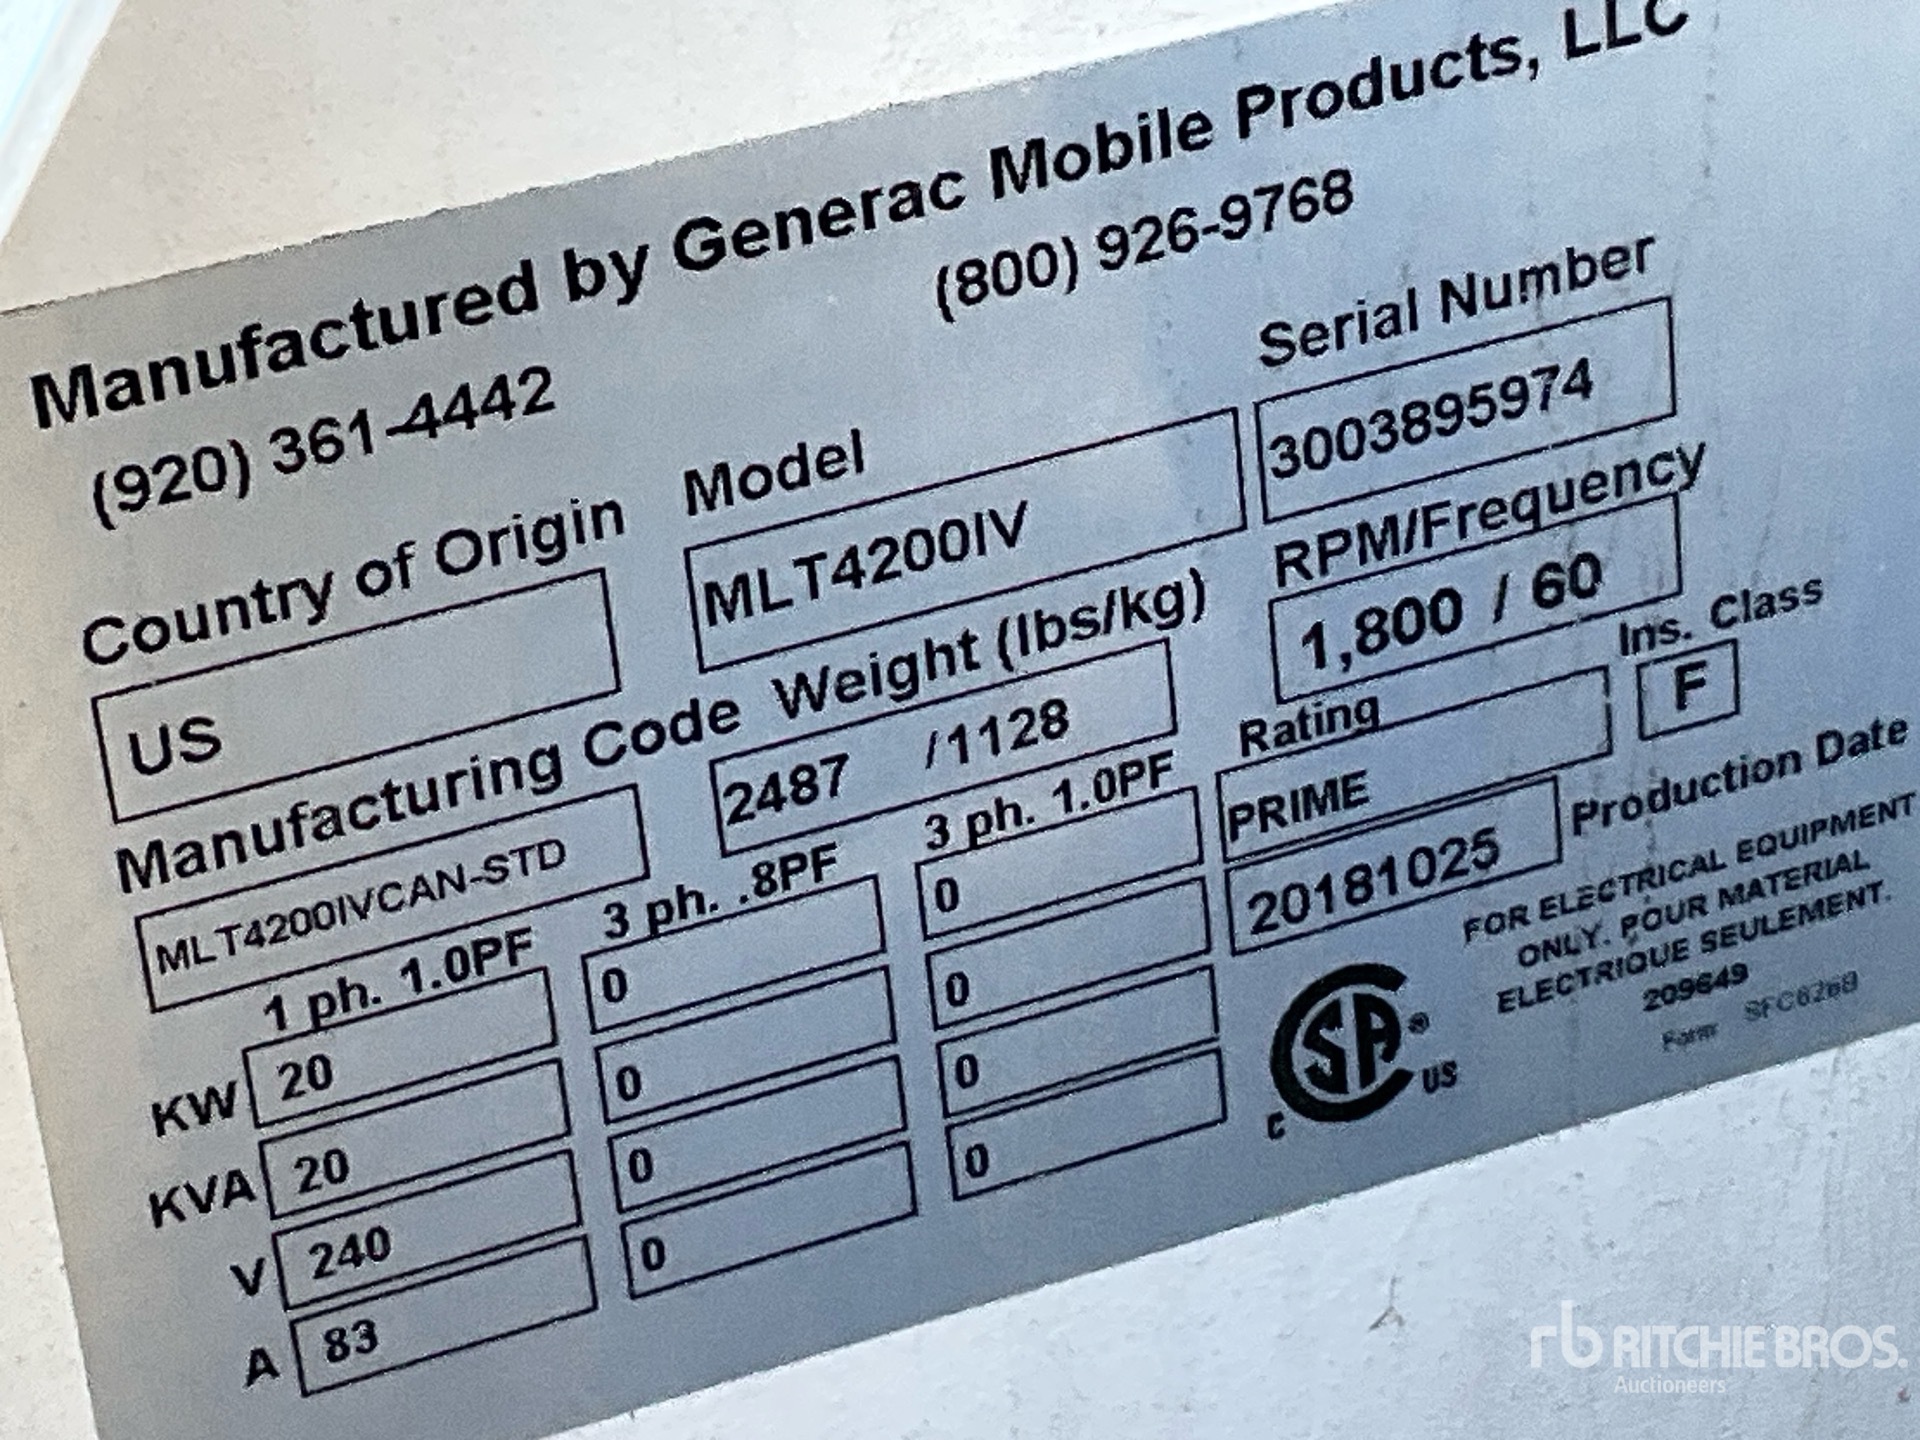 Manufactured by Generac Mobile Products, LLC
(920) 361-4442 (800) 926-9768
Country of Origin Model Serial Number
US MLT4200IV 3003895974
Manufacturing Code Weight (lbs/kg) RPM/Frequency
MLT4200IVCAN-STD 2487 /1128 1,800 / 60
Rating Ins. Class
PRIME F
20181025 Production Date
1 ph. 1.0PF 3 ph. .8PF 3 ph. 1.0PF
KW 20 0 0
KVA 20 0 0
V 240 0 0
A 83 0 0
FOR ELECTRICAL EQUIPMENT
ONLY. POUR MATERIAL
ELECTRIQUE SEULEMENT.
209649
Form
C SA ® US
rb RITCHIE BROS.
Auctioneers